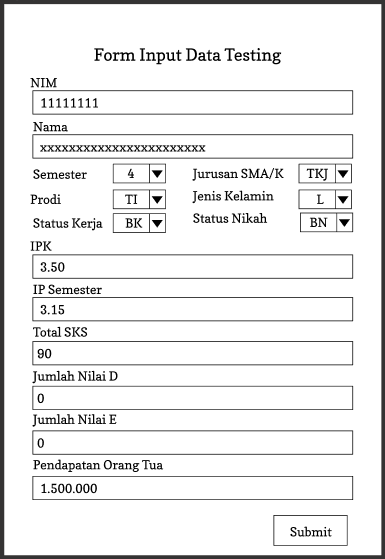 Form Input Data Testing
NIM
11111111
Nama
xxxxxxxxxxxxxxxxxxxxxxx
Semester 4 Jurusan SMA/K TKJ
Prodi TI Jenis Kelamin L
Status Kerja BK Status Nikah BN
IPK
3.50
IP Semester
3.15
Total SKS
90
Jumlah Nilai D
0
Jumlah Nilai E
0
Pendapatan Orang Tua
1.500.000
Submit